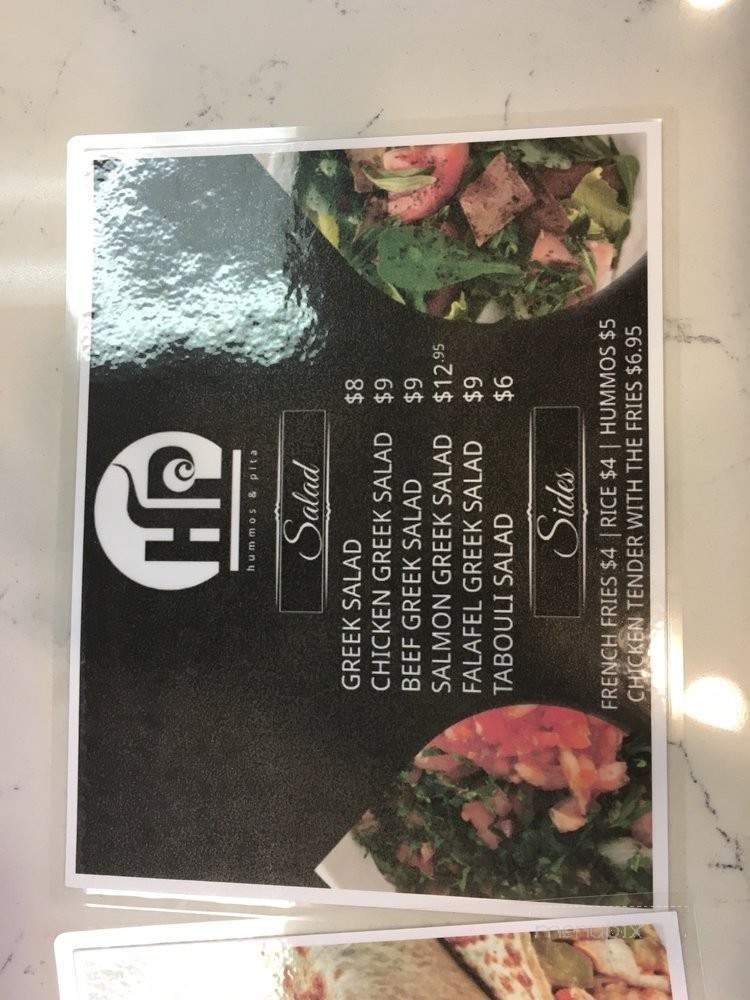 HP
hummos & pita
Salad
GREEK SALAD $8
CHICKEN GREEK SALAD $9
BEEF GREEK SALAD $9
SALMON GREEK SALAD $12.95
FALAFEL GREEK SALAD $9
TABOULI SALAD $6
Sides
FRENCH FRIES $4 | RICE $4 | HUMMOS $5
CHICKEN TENDER WITH THE FRIES $6.95
menupix